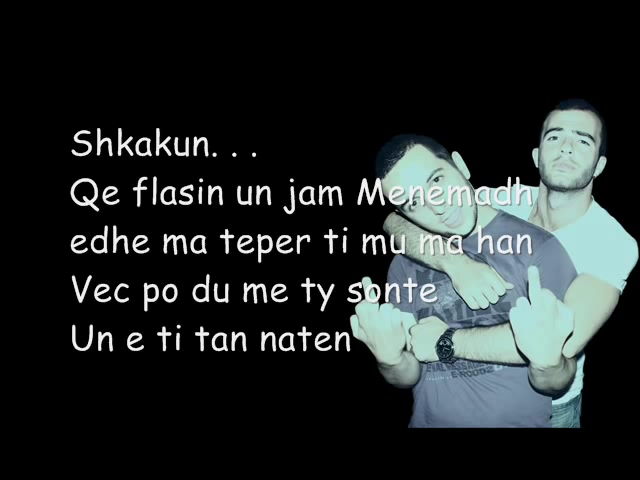 Shkakun. . .
Qe flasin un jam Menemadh
edhe ma teper ti mu ma han
Vec po du me ty sonte
Un e ti tan naten